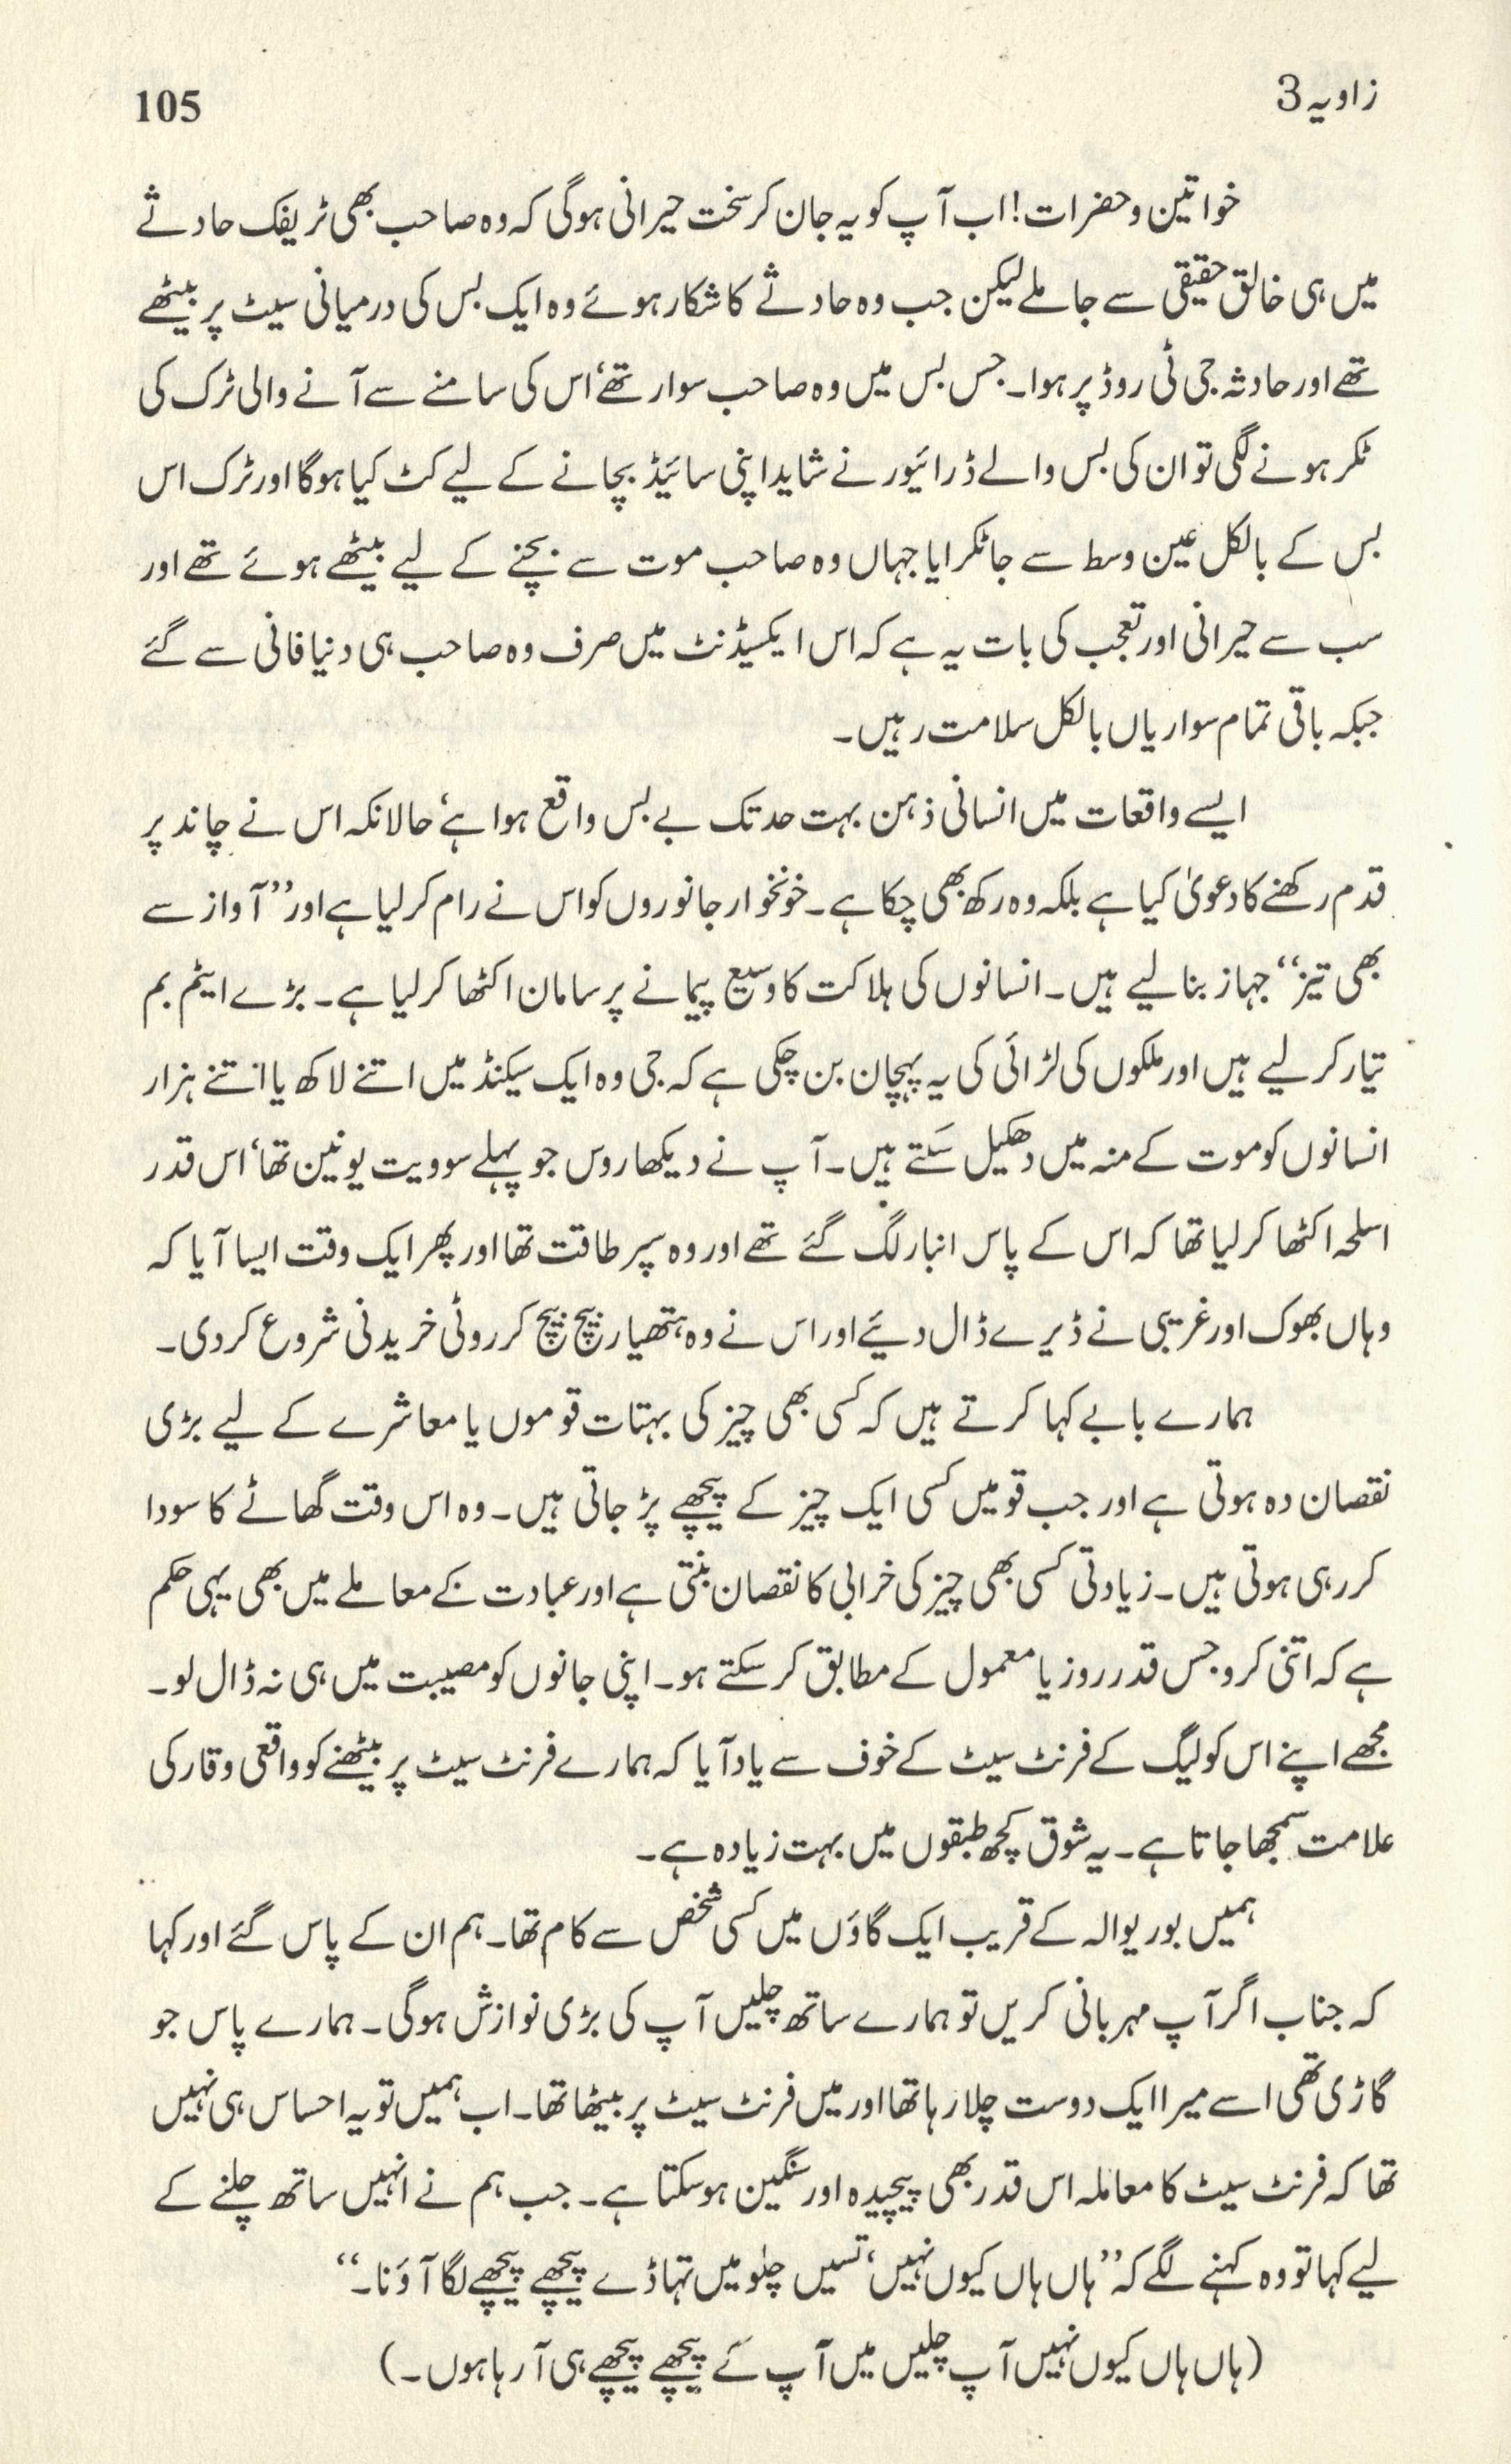 زاویہ 3
105
خواتین و حضرات! اب آپ کو یہ جان کر سخت حیرانی ہوگی کہ وہ صاحب بھی ٹریفک حادثے
میں ہی خالق حقیقی سے جا ملے لیکن جب وہ حادثے کا شکار ہوئے وہ ایک بس کی درمیانی سیٹ پر بیٹھے
تھے اور حادثہ جی ٹی روڈ پر ہوا۔ جس بس میں وہ صاحب سوار تھے، اس کی سامنے سے آنے والی ٹرک کی
ٹکر ہونے لگی تو ان کی بس والے ڈرائیور نے شاید اپنی سائیڈ بچانے کے لیے کٹ کیا ہوگا اور ٹرک اس
بس کے بالکل عین وسط سے جا ٹکرایا جہاں وہ صاحب موت سے بچنے کے لیے بیٹھے ہوئے تھے اور
سب سے حیرانی اور تعجب کی بات یہ ہے کہ اس ایکسیڈنٹ میں صرف وہ صاحب ہی دنیا فانی سے گئے
جبکہ باقی تمام سواریاں بالکل سلامت رہیں۔
ایسے واقعات میں انسانی ذہن بہت حد تک بے بس واقع ہوا ہے، حالانکہ اس نے چاند پر
قدم رکھنے کا دعویٰ کیا ہے بلکہ وہ رکھ بھی چکا ہے۔ خونخوار جانوروں کو اس نے رام کر لیا ہے اور ”آواز سے
بھی تیز“ جہاز بنا لیے ہیں۔ انسانوں کی ہلاکت کا وسیع پیمانے پر سامان اکٹھا کر لیا ہے۔ بڑے ایٹم بم
تیار کر لیے ہیں اور ملکوں کی لڑائی کی یہ پہچان بن چکی ہے کہ جی وہ ایک سیکنڈ میں اتنے لاکھ یا اتنے ہزار
انسانوں کو موت کے منہ میں دھکیل سکتے ہیں۔ آپ نے دیکھا روس جو پہلے سوویت یونین تھا، اس قدر
اسلحہ اکٹھا کر لیا تھا کہ اس کے پاس انبار لگ گئے تھے اور وہ سپر طاقت تھا اور پھر ایک وقت ایسا آیا کہ
وہاں بھوک اور غریبی نے ڈیرے ڈال دیئے اور اس نے وہ ہتھیار بیچ بیچ کر روٹی خریدنی شروع کر دی۔
ہمارے بابے کہا کرتے ہیں کہ کسی بھی چیز کی بہتات قوموں یا معاشرے کے لیے بڑی
نقصان دہ ہوتی ہے اور جب قومیں کسی ایک چیز کے پیچھے پڑ جاتی ہیں۔ وہ اس وقت گھاٹے کا سودا
کر رہی ہوتی ہیں۔ زیادتی کسی بھی چیز کی خرابی کا نقصان بنتی ہے اور عبادت کے معاملے میں بھی یہی حکم
ہے کہ اتنی کرو جس قدر روز یا معمول کے مطابق کر سکتے ہو۔ اپنی جانوں کو مصیبت میں ہی نہ ڈال لو۔
مجھے اپنے اس کولیگ کے فرنٹ سیٹ کے خوف سے یاد آیا کہ ہمارے فرنٹ سیٹ پر بیٹھنے کو واقعی وقار کی
علامت سمجھا جاتا ہے۔ یہ شوق کچھ طبقوں میں بہت زیادہ ہے۔
ہمیں بوریوالہ کے قریب ایک گاؤں میں کسی شخص سے کام تھا۔ ہم ان کے پاس گئے اور کہا
کہ جناب اگر آپ مہربانی کریں تو ہمارے ساتھ چلیں آپ کی بڑی نوازش ہوگی۔ ہمارے پاس جو
گاڑی تھی اسے میرا ایک دوست چلا رہا تھا اور میں فرنٹ سیٹ پر بیٹھا تھا۔ اب ہمیں تو یہ احساس ہی نہیں
تھا کہ فرنٹ سیٹ کا معاملہ اس قدر بھی پیچیدہ اور سنگین ہوسکتا ہے۔ جب ہم نے انہیں ساتھ چلنے کے
لیے کہا تو وہ کہنے لگے کہ ”ہاں ہاں کیوں نہیں، تسیں چلو میں تہاڈے پیچھے پیچھے لگا آؤنا۔“
(ہاں ہاں کیوں نہیں آپ چلیں میں آپ کے پیچھے پیچھے ہی آ رہا ہوں۔)